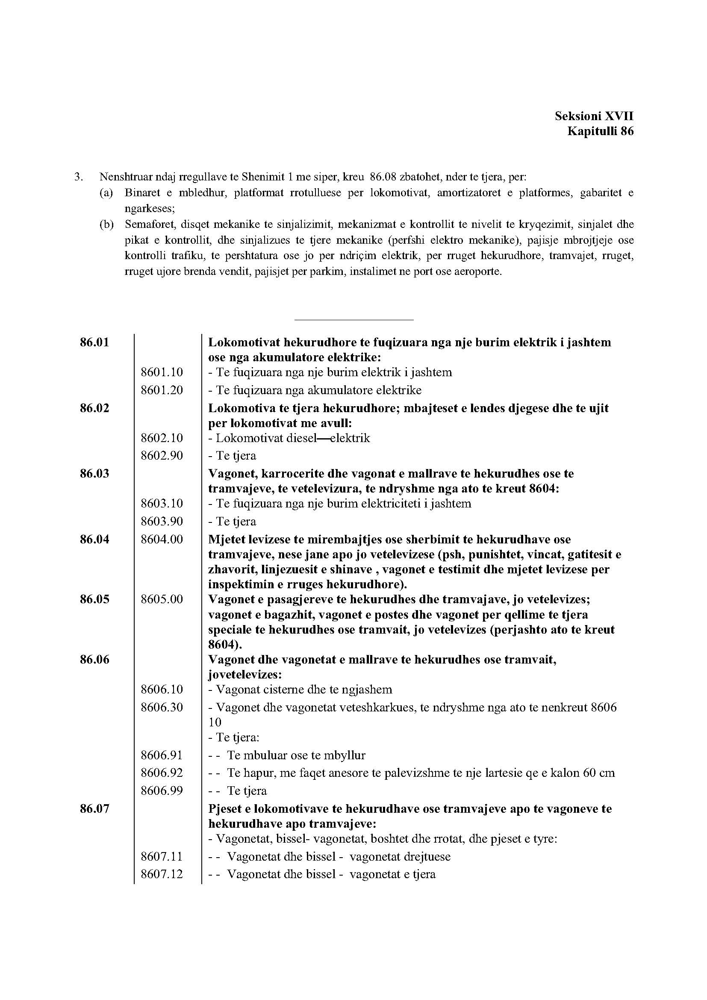 Seksioni XVII
Kapitulli 86
3. Nenshtruar ndaj rregullave te Shenimit 1 me siper, kreu 86.08 zbatohet, nder te tjera, per:
(a) Binaret e mbledhur, platformat rrotulluese per lokomotivat, amortizatoret e platformes, gabaritet e
ngarkeses;
(b) Semaforet, disqet mekanike te sinjalizimit, mekanizmat e kontrollit te nivelit te kryqezimit, sinjalet dhe
pikat e kontrollit, dhe sinjalizues te tjere mekanike (perfshi elektro mekanike), pajisje mbrojtjeje ose
kontrolli trafiku, te pershtatura ose jo per ndriçim elektrik, per rruget hekurudhore, tramvajet, rruget,
rruget ujore brenda vendit, pajisjet per parkim, instalimet ne port ose aeroporte.
86.01 Lokomotivat hekurudhore te fuqizuara nga nje burim elektrik i jashtem
ose nga akumulatore elektrike:
8601.10 - Te fuqizuara nga nje burim elektrik i jashtem
8601.20 - Te fuqizuara nga akumulatore elektrike
86.02 Lokomotiva te tjera hekurudhore; mbajteset e lendes djegese dhe te ujit
per lokomotivat me avull:
8602.10 - Lokomotivat diesel—elektrik
8602.90 - Te tjera
86.03 Vagonet, karrocerite dhe vagonat e mallrave te hekurudhes ose te
tramvajeve, te vetelevizura, te ndryshme nga ato te kreut 8604:
8603.10 - Te fuqizuara nga nje burim elektriciteti i jashtem
8603.90 - Te tjera
86.04 8604.00 Mjetet levizese te mirembajtjes ose sherbimit te hekurudhave ose
tramvajeve, nese jane apo jo vetelevizese (psh, punishtet, vincat, gatitesit e
zhavorit, linjezuesit e shinave , vagonet e testimit dhe mjetet levizese per
inspektimin e rruges hekurudhore).
86.05 8605.00 Vagonet e pasagjereve te hekurudhes dhe tramvajave, jo vetelevizes;
vagonet e bagazhit, vagonet e postes dhe vagonet per qellime te tjera
speciale te hekurudhes ose tramvait, jo vetelevizes (perjashto ato te kreut
8604).
86.06 Vagonet dhe vagonetat e mallrave te hekurudhes ose tramvait,
jovetelevizes:
8606.10 - Vagonat cisterne dhe te ngjashem
8606.30 - Vagonet dhe vagonetat veteshkarkues, te ndryshme nga ato te nenkreut 8606
10
- Te tjera:
8606.91 - - Te mbuluar ose te mbyllur
8606.92 - - Te hapur, me faqet anesore te palevizshme te nje lartesie qe e kalon 60 cm
8606.99 - - Te tjera
86.07 Pjeset e lokomotivave te hekurudhave ose tramvajeve apo te vagoneve te
hekurudhave apo tramvajeve:
- Vagonetat, bissel- vagonetat, boshtet dhe rrotat, dhe pjeset e tyre:
8607.11 - - Vagonetat dhe bissel - vagonetat drejtuese
8607.12 - - Vagonetat dhe bissel - vagonetat e tjera